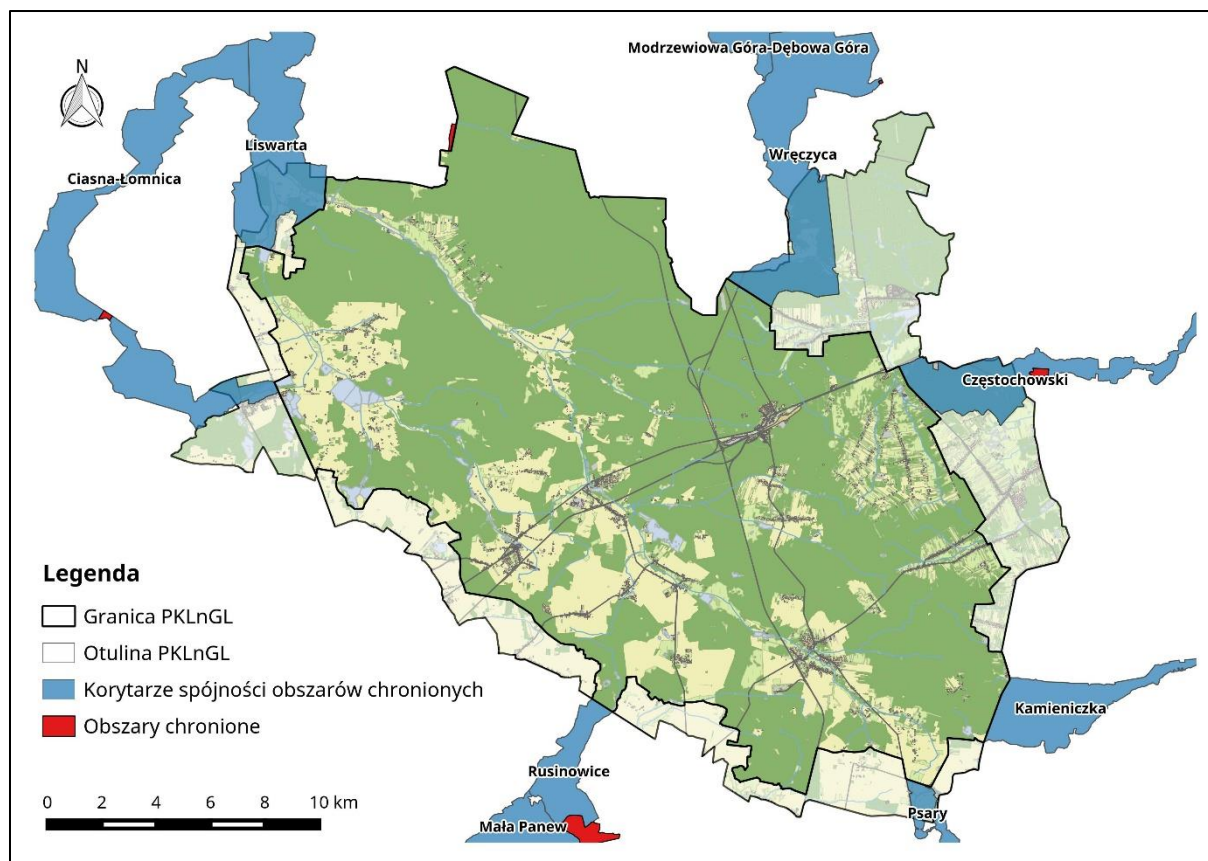 Modrzewiowa Góra-Dębowa Góra
N
Liswarta
Wręczyca
Ciasna-Łomnica
Częstochowski
Legenda
Granica PKLnGL
Otulina PKLnGL
Korytarze spójności obszarów chronionych
Obszary chronione
Kamieniczka
Rusinowice
0 2 4 6 8 10 km
Mała Panew
Psary